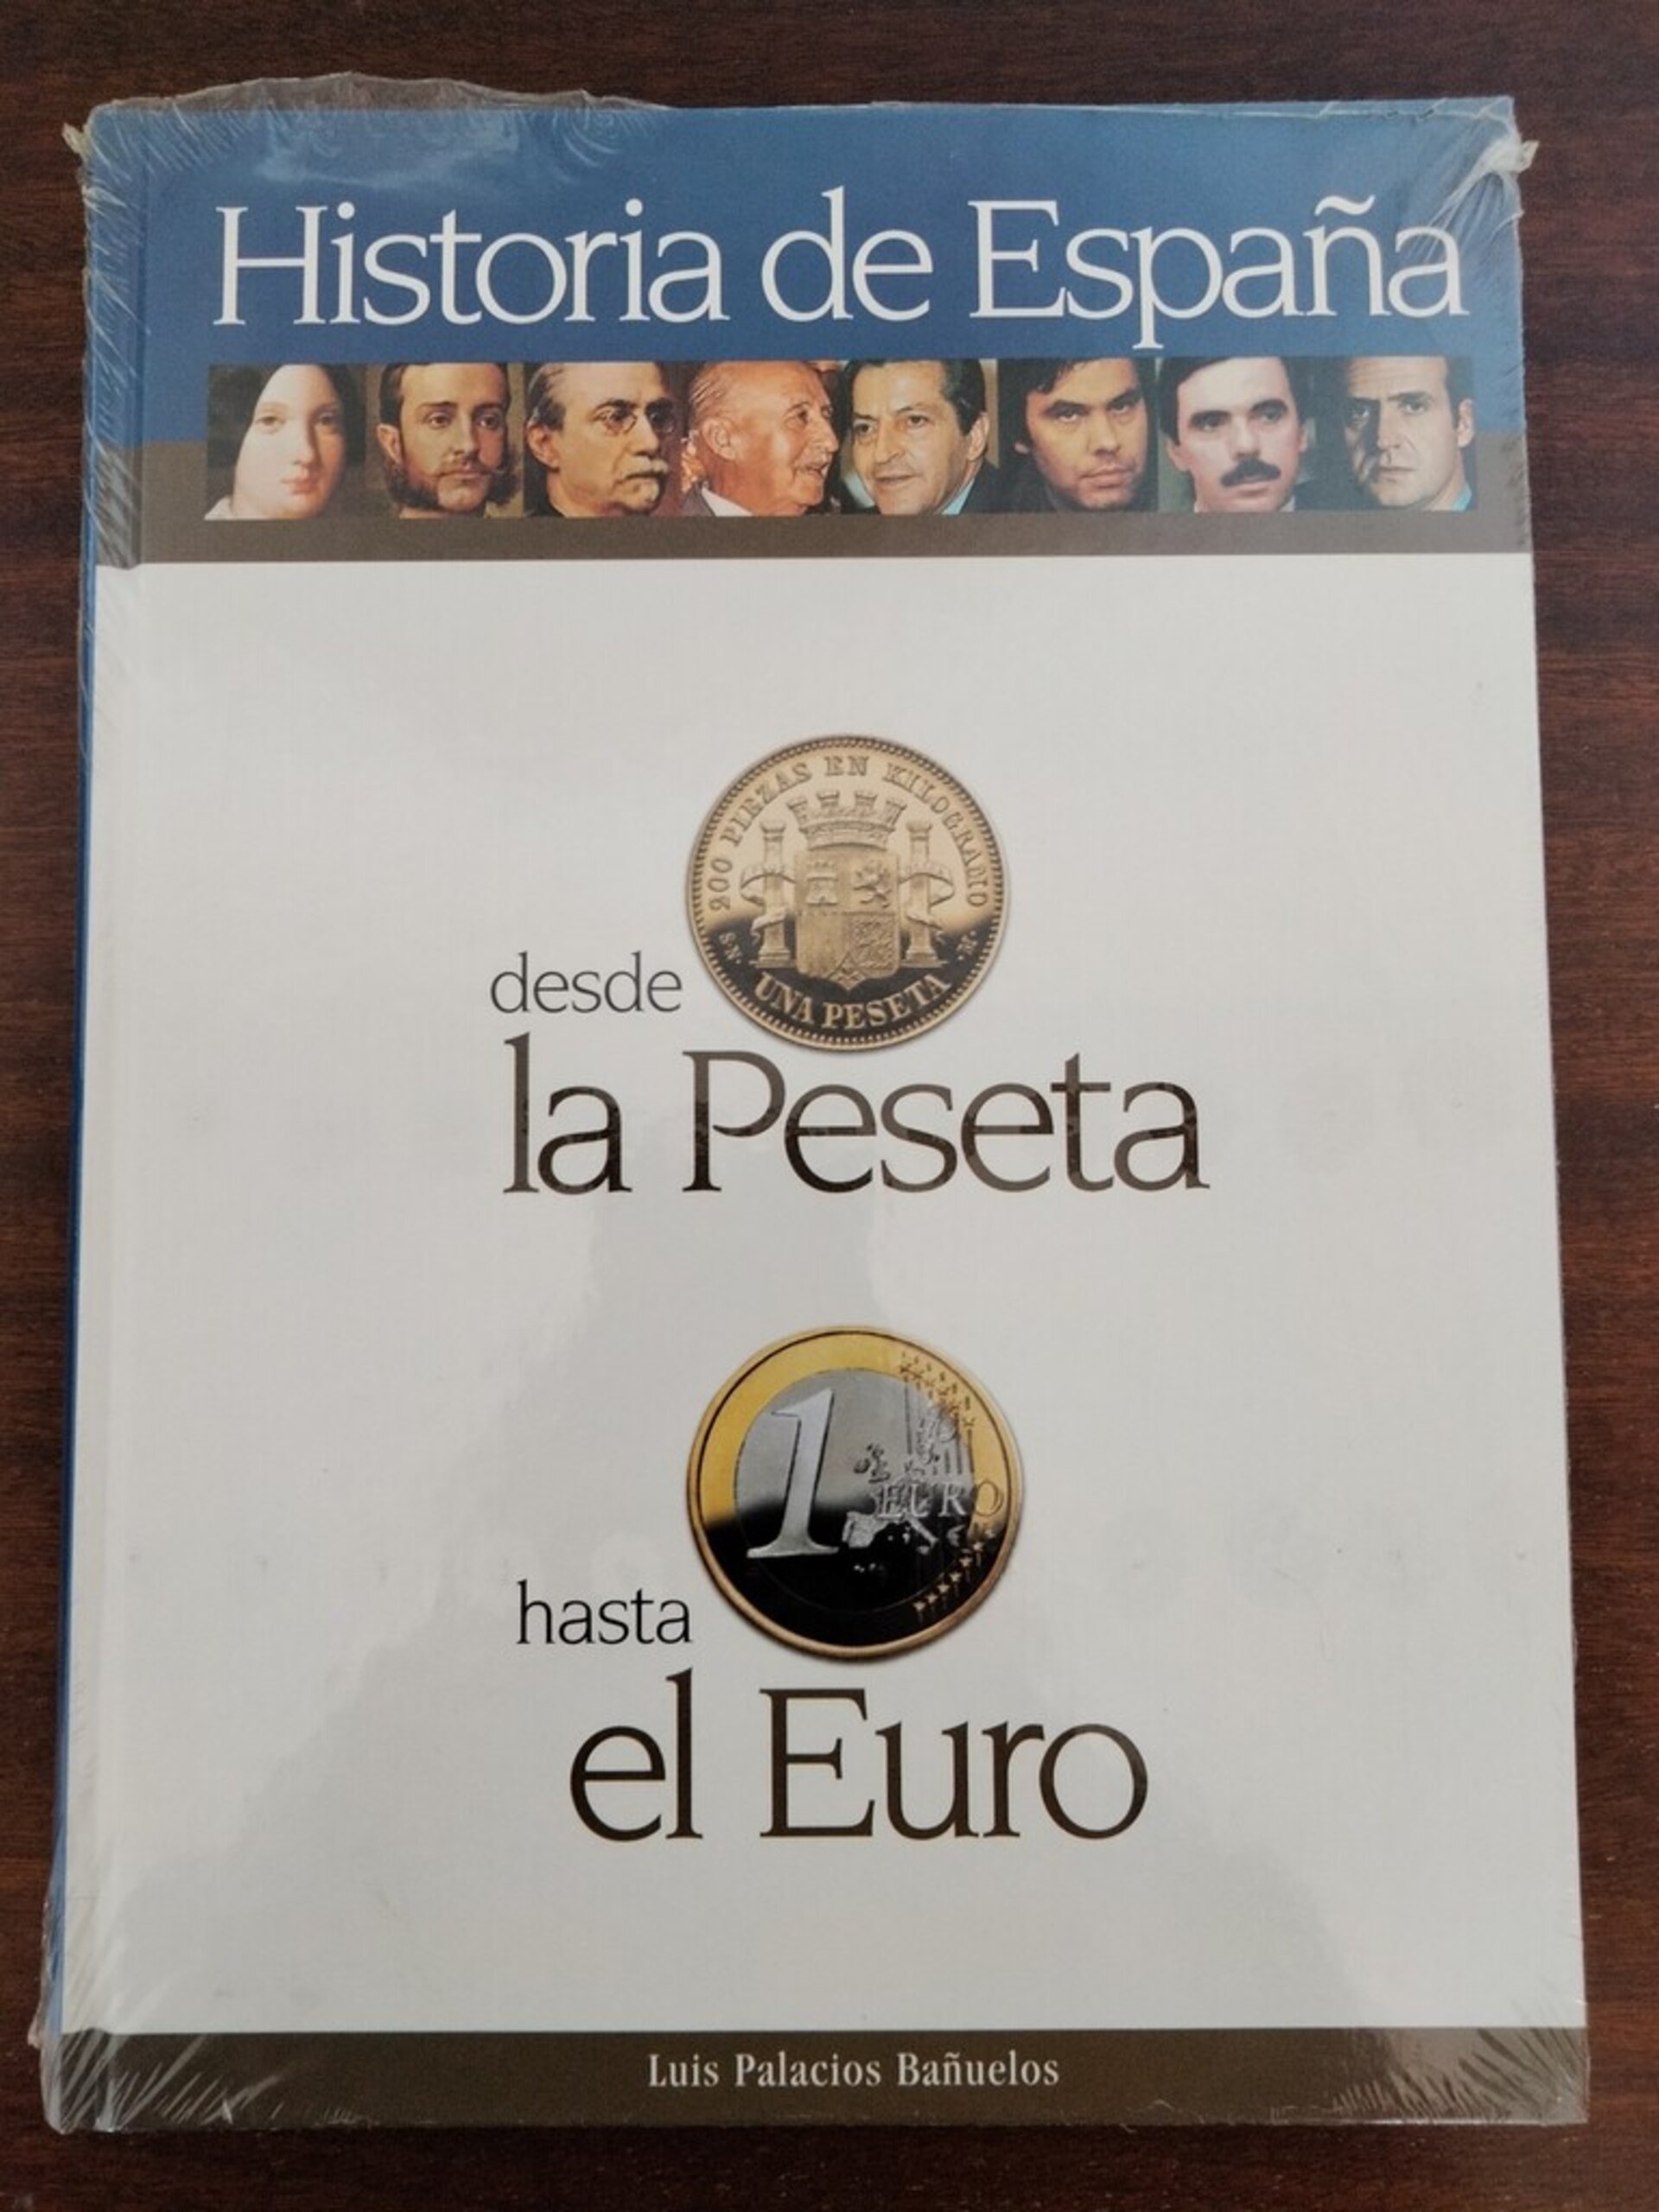 Historia de España
200 PIEZAS EN KILOGRAMO
UNA PESETA
desde
la Peseta
1
EURO
hasta
el Euro
Luis Palacios Bañuelos